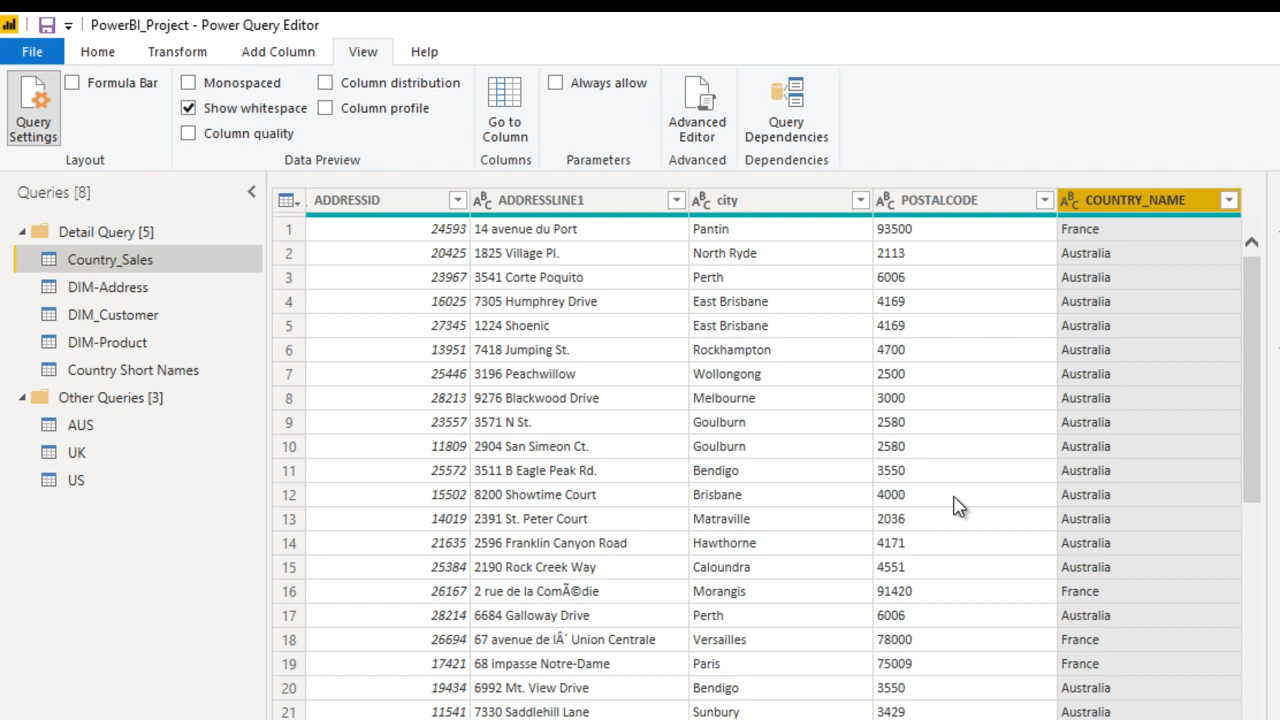 PowerBI_Project - Power Query Editor
File Home Transform Add Column View Help
Query Settings
Formula Bar
Layout
Monospaced
Show whitespace
Column quality
Column distribution
Column profile
Data Preview
Go to Column
Columns
Always allow
Parameters
Advanced Editor
Advanced
Query Dependencies
Dependencies
Queries [8]
Detail Query [5]
Country_Sales
DIM-Address
DIM_Customer
DIM-Product
Country Short Names
Other Queries [3]
AUS
UK
US
ADDRESSID ABC ADDRESSLINE1 ABC city ABC POSTALCODE ABC COUNTRY_NAME
1 24593 14 avenue du Port Pantin 93500 France
2 20425 1825 Village Pl. North Ryde 2113 Australia
3 23967 3541 Corte Poquito Perth 6006 Australia
4 16025 7305 Humphrey Drive East Brisbane 4169 Australia
5 27345 1224 Shoenic East Brisbane 4169 Australia
6 13951 7418 Jumping St. Rockhampton 4700 Australia
7 25446 3196 Peachwillow Wollongong 2500 Australia
8 28213 9276 Blackwood Drive Melbourne 3000 Australia
9 23557 3571 N St. Goulburn 2580 Australia
10 11809 2904 San Simeon Ct. Goulburn 2580 Australia
11 25572 3511 B Eagle Peak Rd. Bendigo 3550 Australia
12 15502 8200 Showtime Court Brisbane 4000 Australia
13 14019 2391 St. Peter Court Matraville 2036 Australia
14 21635 2596 Franklin Canyon Road Hawthorne 4171 Australia
15 25384 2190 Rock Creek Way Caloundra 4551 Australia
16 26167 2 rue de la ComÃ©die Morangis 91420 France
17 28214 6684 Galloway Drive Perth 6006 Australia
18 26694 67 avenue de lÂ´ Union Centrale Versailles 78000 France
19 17421 68 impasse Notre-Dame Paris 75009 France
20 19434 6992 Mt. View Drive Bendigo 3550 Australia
21 11541 7330 Saddlehill Lane Sunbury 3429 Australia